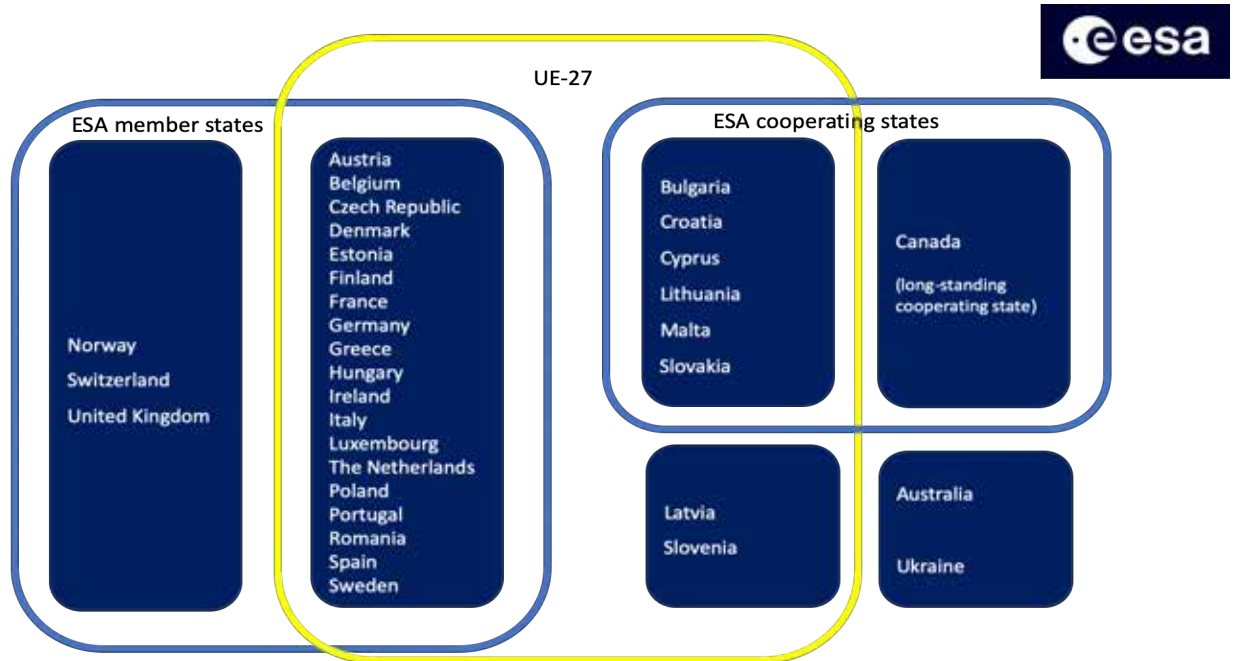 esa
UE-27
ESA member states
ESA cooperating states
Norway
Switzerland
United Kingdom
Austria
Belgium
Czech Republic
Denmark
Estonia
Finland
France
Germany
Greece
Hungary
Ireland
Italy
Luxembourg
The Netherlands
Poland
Portugal
Romania
Spain
Sweden
Bulgaria
Croatia
Cyprus
Lithuania
Malta
Slovakia
Canada
(long-standing
cooperating state)
Latvia
Slovenia
Australia
Ukraine